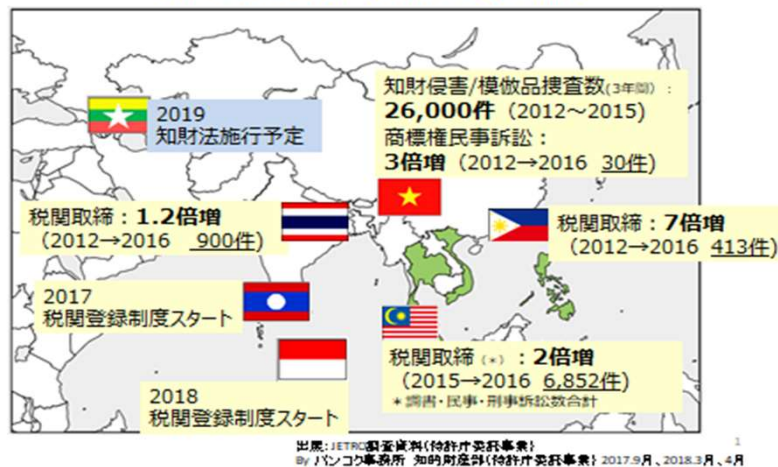 2019
知財法施行予定
知財侵害/模倣品捜査数(3年間)：
26,000件（2012～2015)
商標権民事訴訟：
3倍増（2012→2016 30件)
税関取締：1.2倍増
（2012→2016 900件)
税関取締：7倍増
（2012→2016 413件)
2017
税関登録制度スタート
2018
税関登録制度スタート
税関取締（*）：2倍増
（2015→2016 6,852件)
*調書・民事・刑事訴訟数合計
出展：JETRO調査資料(特許庁委託事業)
By バンコク事務所 知的財産部(特許庁委託事業) 2017.9月、2018.3月、4月
1